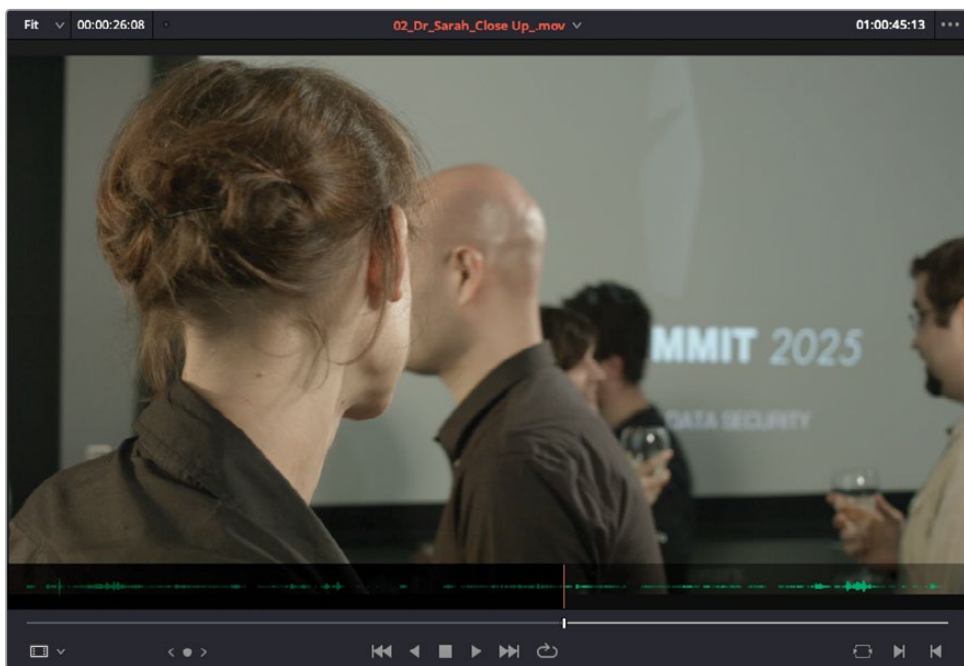 Fit 00:00:26:08 02_Dr_Sarah_Close Up_.mov 01:00:45:13
MMIT 2025
DATA SECURITY